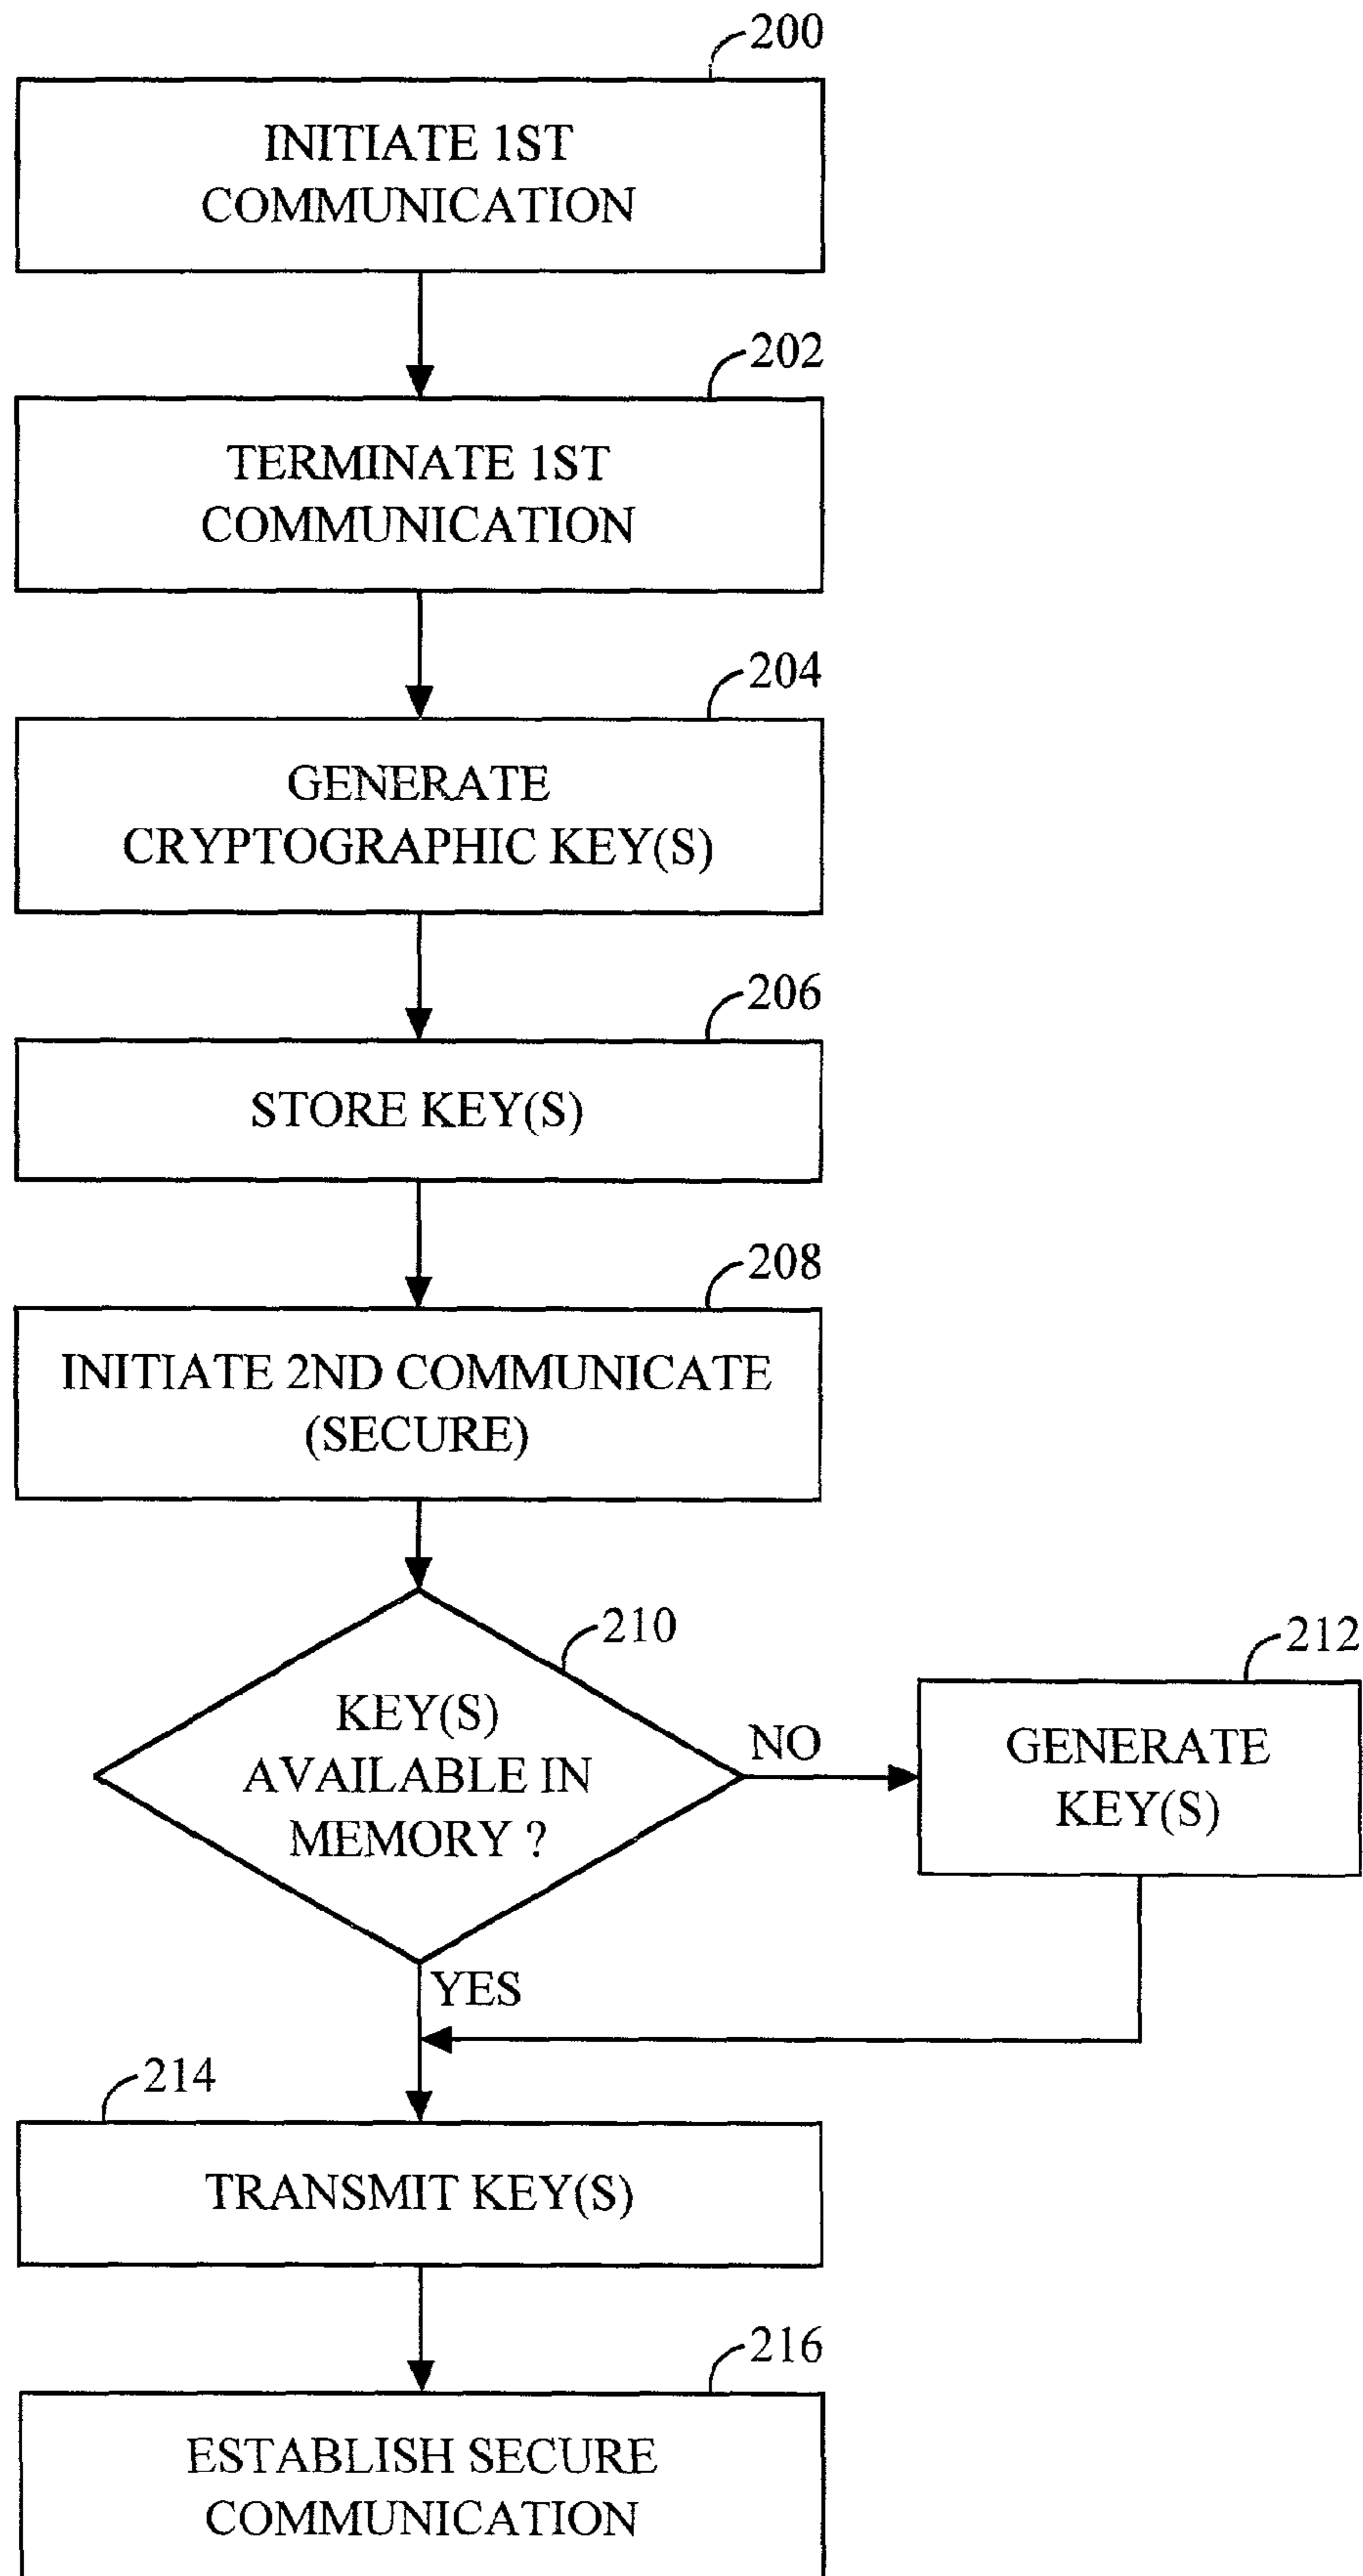 200
INITIATE 1ST
COMMUNICATION
202
TERMINATE 1ST
COMMUNICATION
204
GENERATE
CRYPTOGRAPHIC KEY(S)
206
STORE KEY(S)
208
INITIATE 2ND COMMUNICATE
(SECURE)
210
KEY(S)
AVAILABLE IN
MEMORY ?
NO
212
GENERATE
KEY(S)
YES
214
TRANSMIT KEY(S)
216
ESTABLISH SECURE
COMMUNICATION